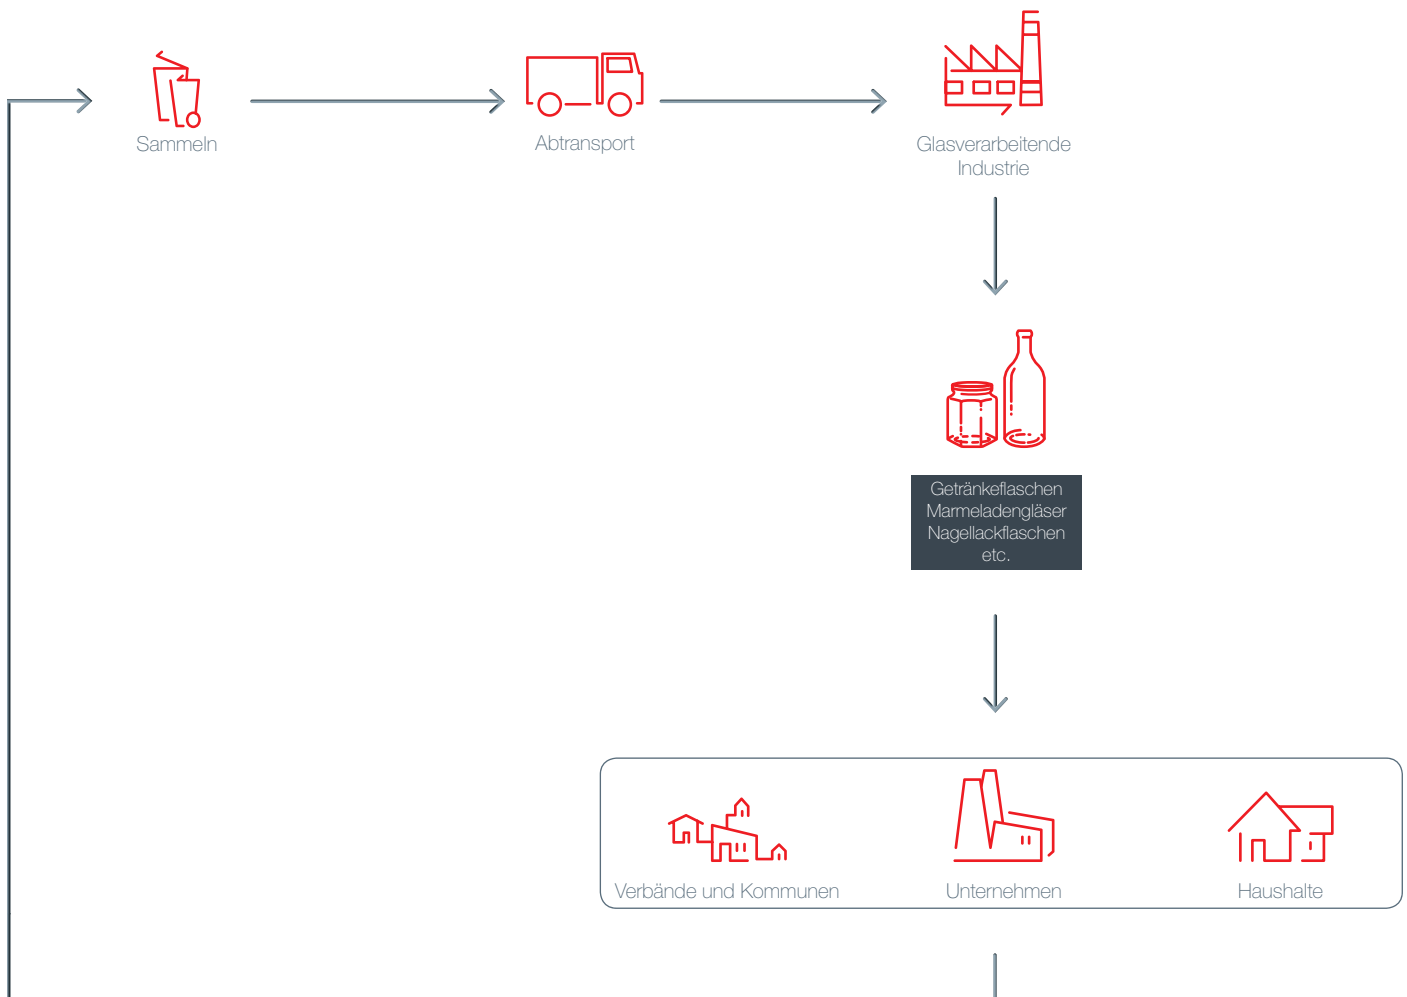 Sammeln
Abtransport
Glasverarbeitende
Industrie
Getränkeflaschen
Marmeladengläser
Nagellackflaschen
etc.
Verbände und Kommunen
Unternehmen
Haushalte